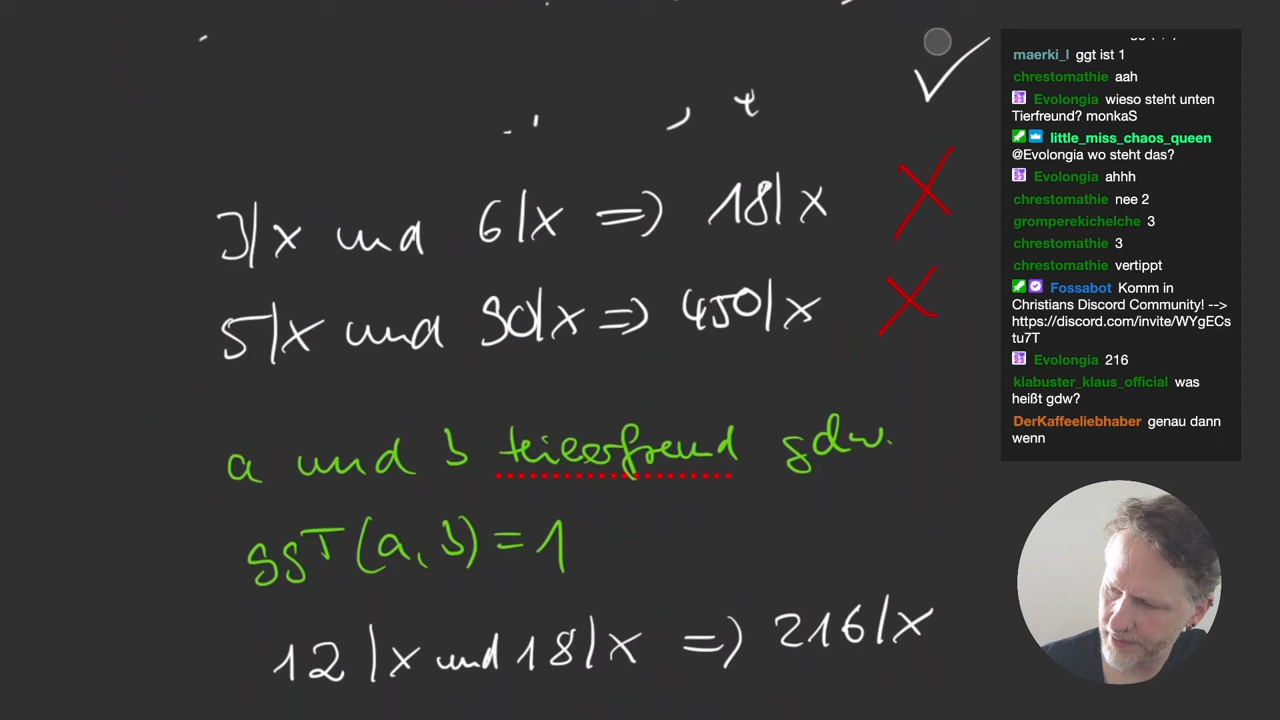 3|x und 6|x => 18|x
5|x und 90|x => 450|x
a und b teilerfremd gdw.
ggT(a,b)=1
12|x und 18|x => 216|x
maerki_l ggt ist 1
chrestomathie aah
Evolongia wieso steht unten
Tierfreund? monkaS
little_miss_chaos_queen
@Evolongia wo steht das?
Evolongia ahhh
chrestomathie nee 2
gromperekichelche 3
chrestomathie 3
chrestomathie vertippt
Fossabot Komm in
Christians Discord Community! -->
https://discord.com/invite/WYgECs
tu7T
Evolongia 216
klabuster_klaus_official was
heißt gdw?
DerKaffeeliebhaber genau dann
wenn